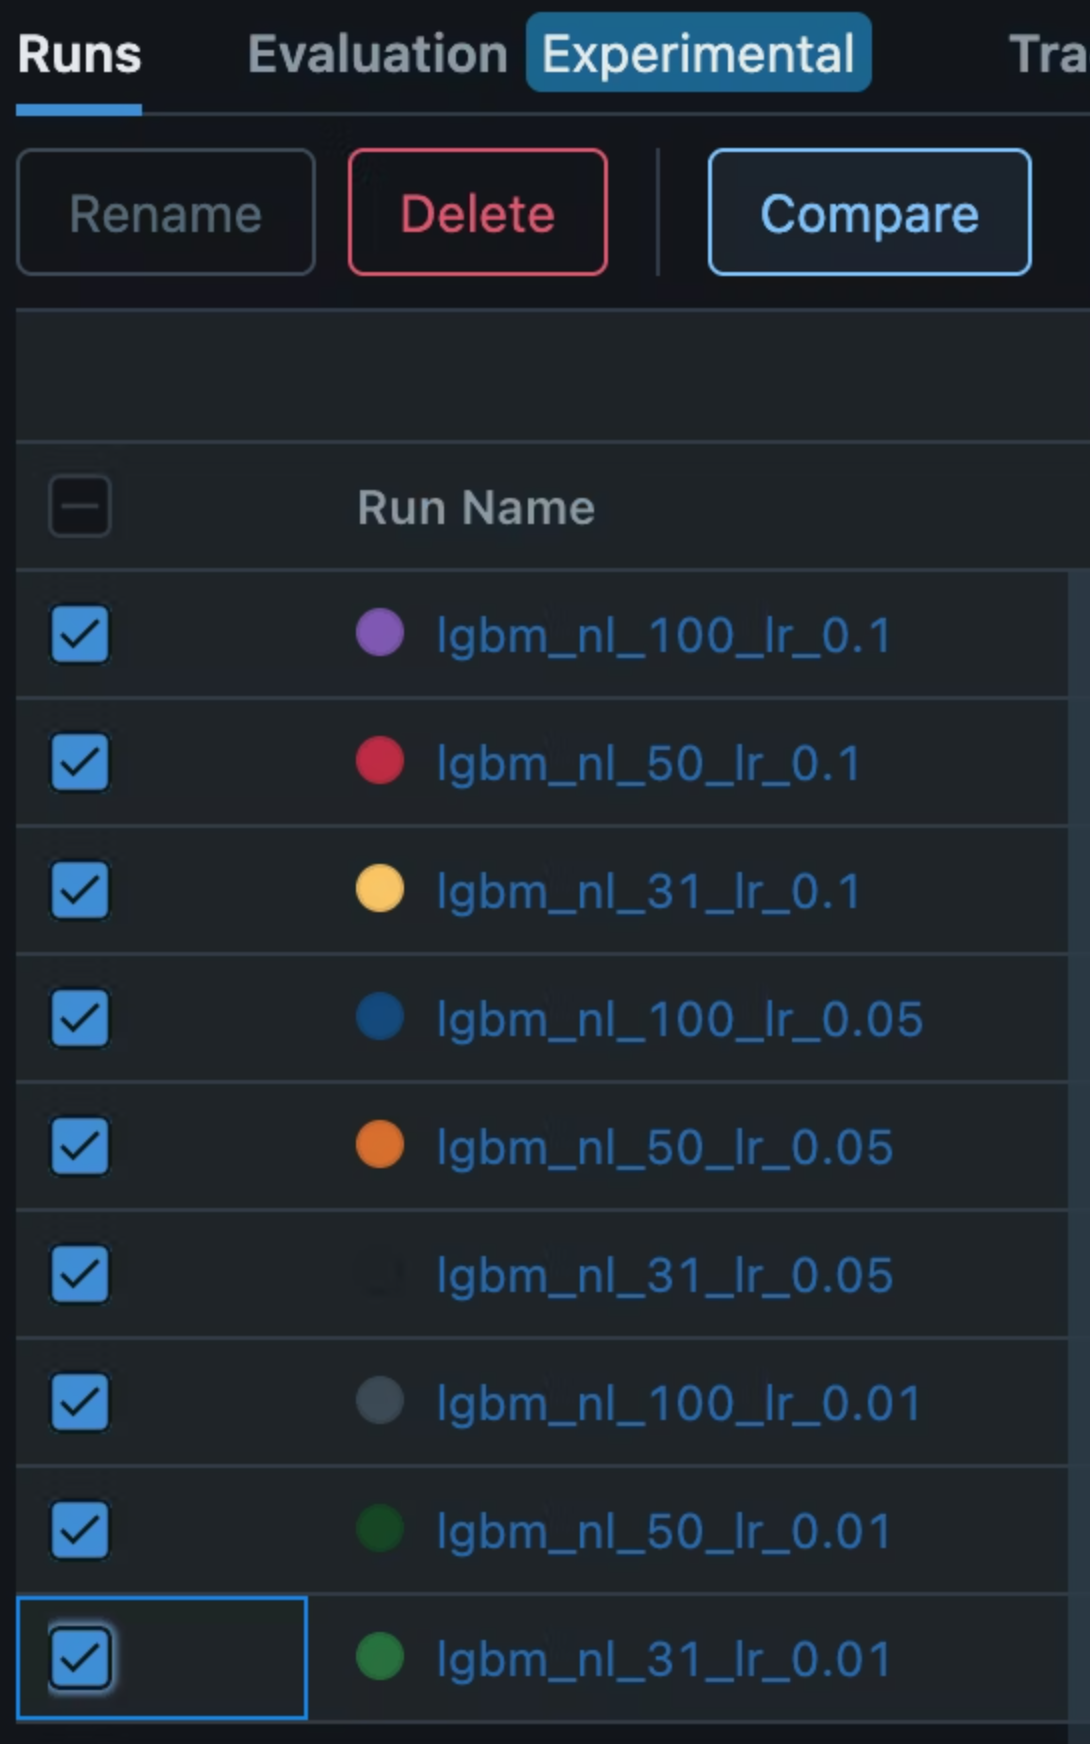 Runs Evaluation Experimental
Rename Delete Compare
Run Name
lgbm_nl_100_lr_0.1
lgbm_nl_50_lr_0.1
lgbm_nl_31_lr_0.1
lgbm_nl_100_lr_0.05
lgbm_nl_50_lr_0.05
lgbm_nl_31_lr_0.05
lgbm_nl_100_lr_0.01
lgbm_nl_50_lr_0.01
lgbm_nl_31_lr_0.01